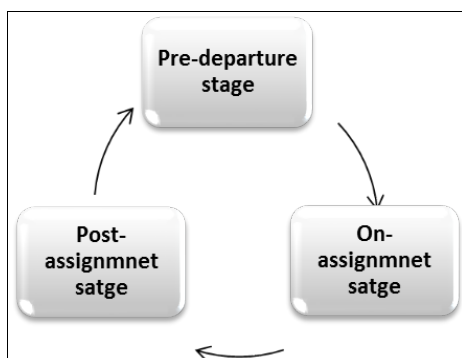 Pre-departure
stage
Post-
assignmnet
satge
On-
assignmnet
satge